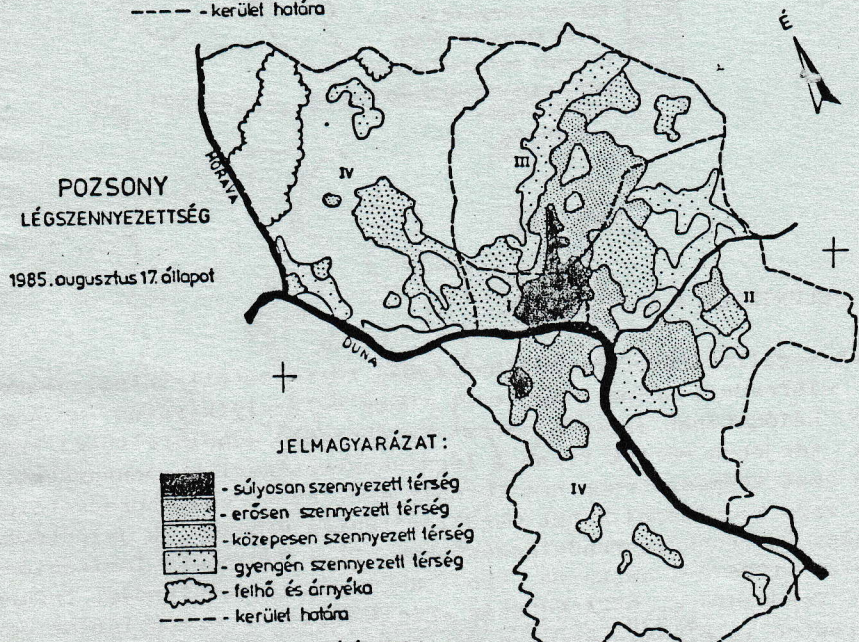 - kerület határa
É
III
IV
MORAVA
POZSONY
LÉGSZENNYEZETTSÉG
1985. augusztus 17. állapot
II
DUNA
JELMAGYARÁZAT:
- súlyosan szennyezett térség
- erősen szennyezett térség
- közepesen szennyezett térség
- gyengén szennyezett térség
- felhő és árnyéka
- kerület határa
IV